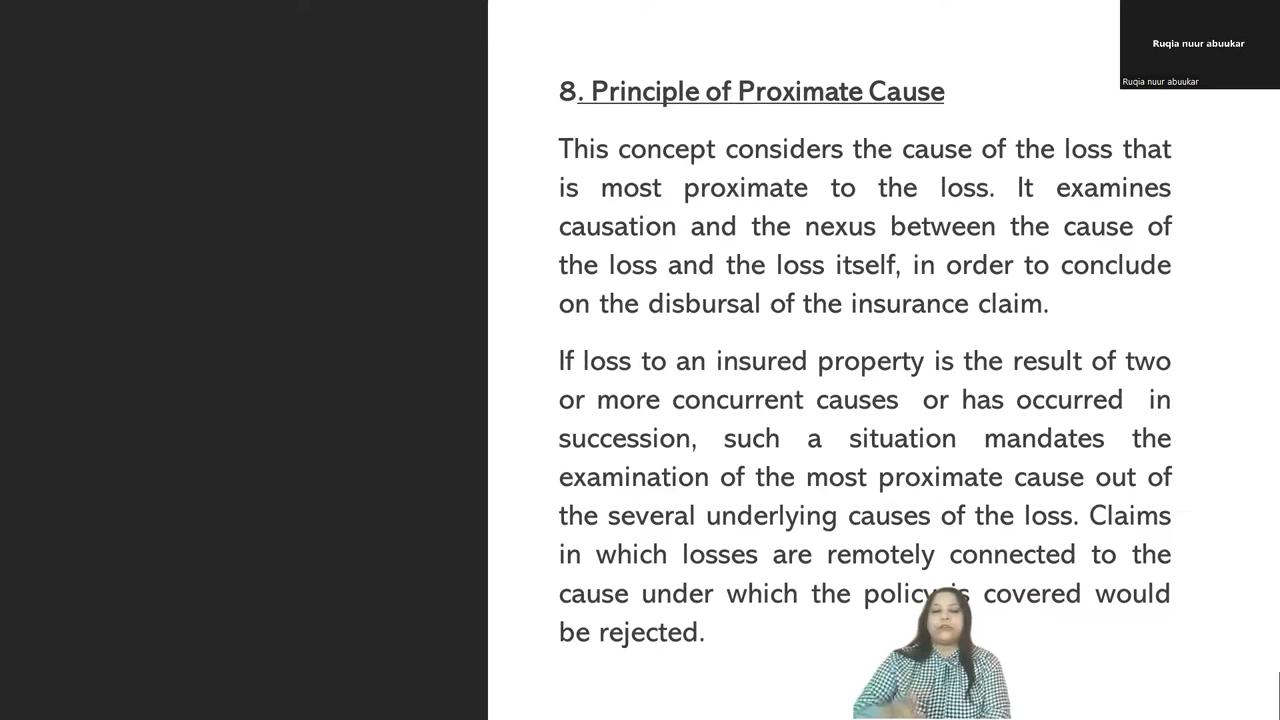 Ruqia nuur abuukar
Ruqia nuur abuukar
8. Principle of Proximate Cause
This concept considers the cause of the loss that
is most proximate to the loss. It examines
causation and the nexus between the cause of
the loss and the loss itself, in order to conclude
on the disbursal of the insurance claim.
If loss to an insured property is the result of two
or more concurrent causes or has occurred in
succession, such a situation mandates the
examination of the most proximate cause out of
the several underlying causes of the loss. Claims
in which losses are remotely connected to the
cause under which the policy is covered would
be rejected.